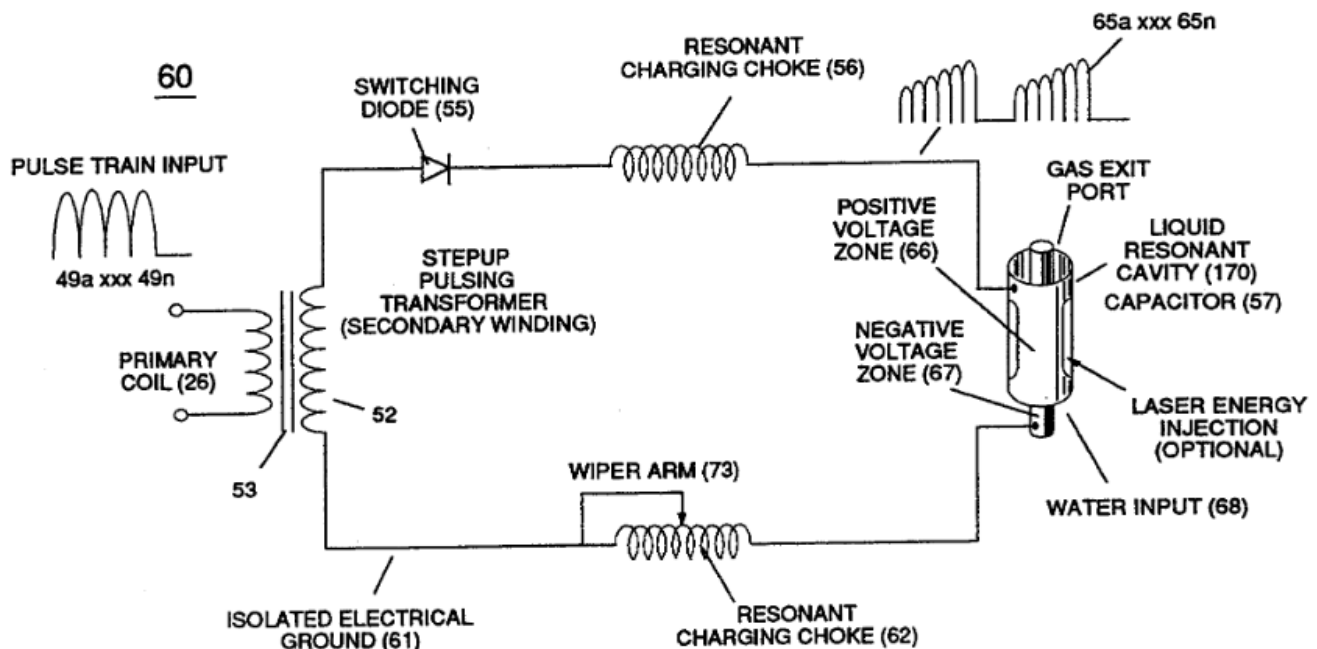 60
PULSE TRAIN INPUT
49a xxx 49n
PRIMARY
COIL (26)
53
52
STEPUP
PULSING
TRANSFORMER
(SECONDARY WINDING)
SWITCHING
DIODE (55)
RESONANT
CHARGING CHOKE (56)
65a xxx 65n
GAS EXIT
PORT
POSITIVE
VOLTAGE
ZONE (66)
LIQUID
RESONANT
CAVITY (170)
CAPACITOR (57)
NEGATIVE
VOLTAGE
ZONE (67)
LASER ENERGY
INJECTION
(OPTIONAL)
WATER INPUT (68)
WIPER ARM (73)
ISOLATED ELECTRICAL
GROUND (61)
RESONANT
CHARGING CHOKE (62)